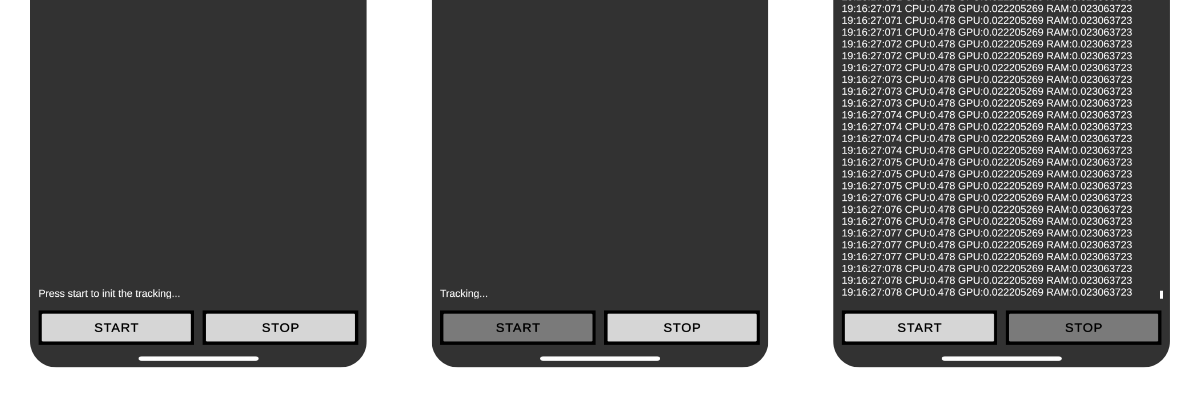 Press start to init the tracking...
START
STOP
Tracking...
START
STOP
19:16:27:071 CPU:0.478 GPU:0.022205269 RAM:0.023063723
19:16:27:071 CPU:0.478 GPU:0.022205269 RAM:0.023063723
19:16:27:071 CPU:0.478 GPU:0.022205269 RAM:0.023063723
19:16:27:072 CPU:0.478 GPU:0.022205269 RAM:0.023063723
19:16:27:072 CPU:0.478 GPU:0.022205269 RAM:0.023063723
19:16:27:072 CPU:0.478 GPU:0.022205269 RAM:0.023063723
19:16:27:073 CPU:0.478 GPU:0.022205269 RAM:0.023063723
19:16:27:073 CPU:0.478 GPU:0.022205269 RAM:0.023063723
19:16:27:073 CPU:0.478 GPU:0.022205269 RAM:0.023063723
19:16:27:074 CPU:0.478 GPU:0.022205269 RAM:0.023063723
19:16:27:074 CPU:0.478 GPU:0.022205269 RAM:0.023063723
19:16:27:074 CPU:0.478 GPU:0.022205269 RAM:0.023063723
19:16:27:074 CPU:0.478 GPU:0.022205269 RAM:0.023063723
19:16:27:075 CPU:0.478 GPU:0.022205269 RAM:0.023063723
19:16:27:075 CPU:0.478 GPU:0.022205269 RAM:0.023063723
19:16:27:075 CPU:0.478 GPU:0.022205269 RAM:0.023063723
19:16:27:076 CPU:0.478 GPU:0.022205269 RAM:0.023063723
19:16:27:076 CPU:0.478 GPU:0.022205269 RAM:0.023063723
19:16:27:076 CPU:0.478 GPU:0.022205269 RAM:0.023063723
19:16:27:077 CPU:0.478 GPU:0.022205269 RAM:0.023063723
19:16:27:077 CPU:0.478 GPU:0.022205269 RAM:0.023063723
19:16:27:077 CPU:0.478 GPU:0.022205269 RAM:0.023063723
19:16:27:078 CPU:0.478 GPU:0.022205269 RAM:0.023063723
19:16:27:078 CPU:0.478 GPU:0.022205269 RAM:0.023063723
19:16:27:078 CPU:0.478 GPU:0.022205269 RAM:0.023063723
START
STOP